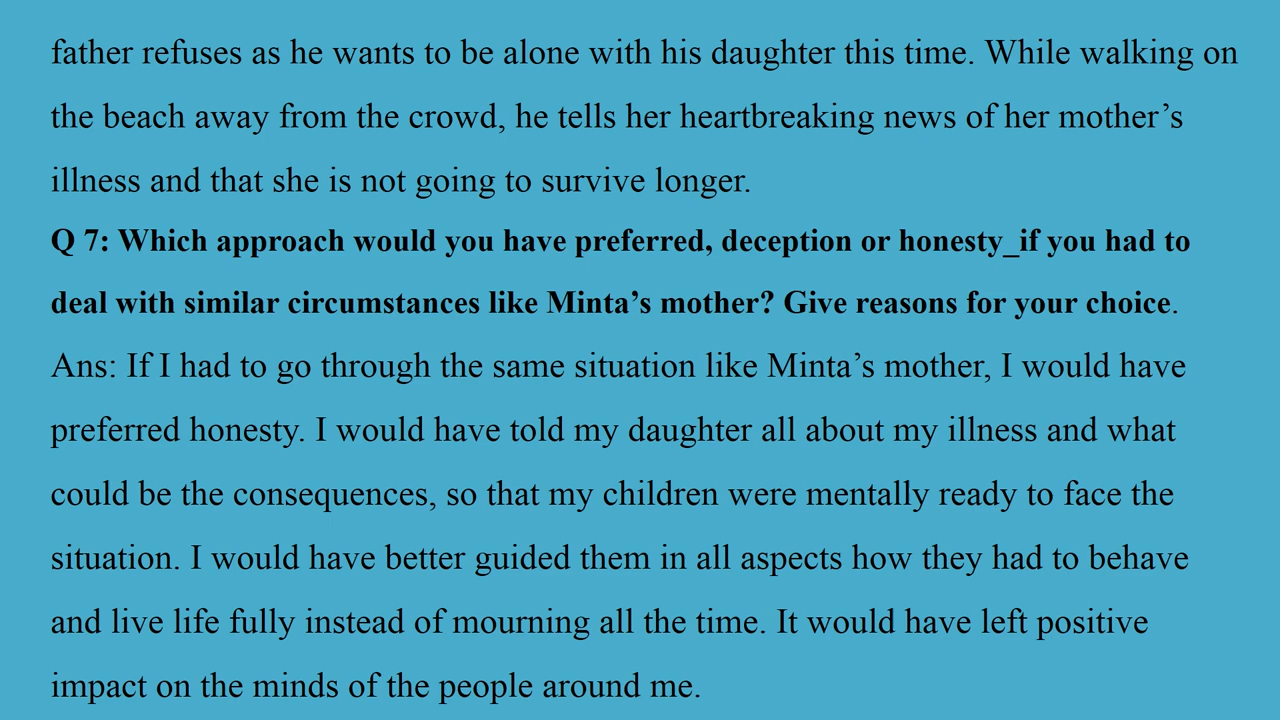 father refuses as he wants to be alone with his daughter this time. While walking on
the beach away from the crowd, he tells her heartbreaking news of her mother’s
illness and that she is not going to survive longer.
Q 7: Which approach would you have preferred, deception or honesty_if you had to
deal with similar circumstances like Minta’s mother? Give reasons for your choice.
Ans: If I had to go through the same situation like Minta’s mother, I would have
preferred honesty. I would have told my daughter all about my illness and what
could be the consequences, so that my children were mentally ready to face the
situation. I would have better guided them in all aspects how they had to behave
and live life fully instead of mourning all the time. It would have left positive
impact on the minds of the people around me.